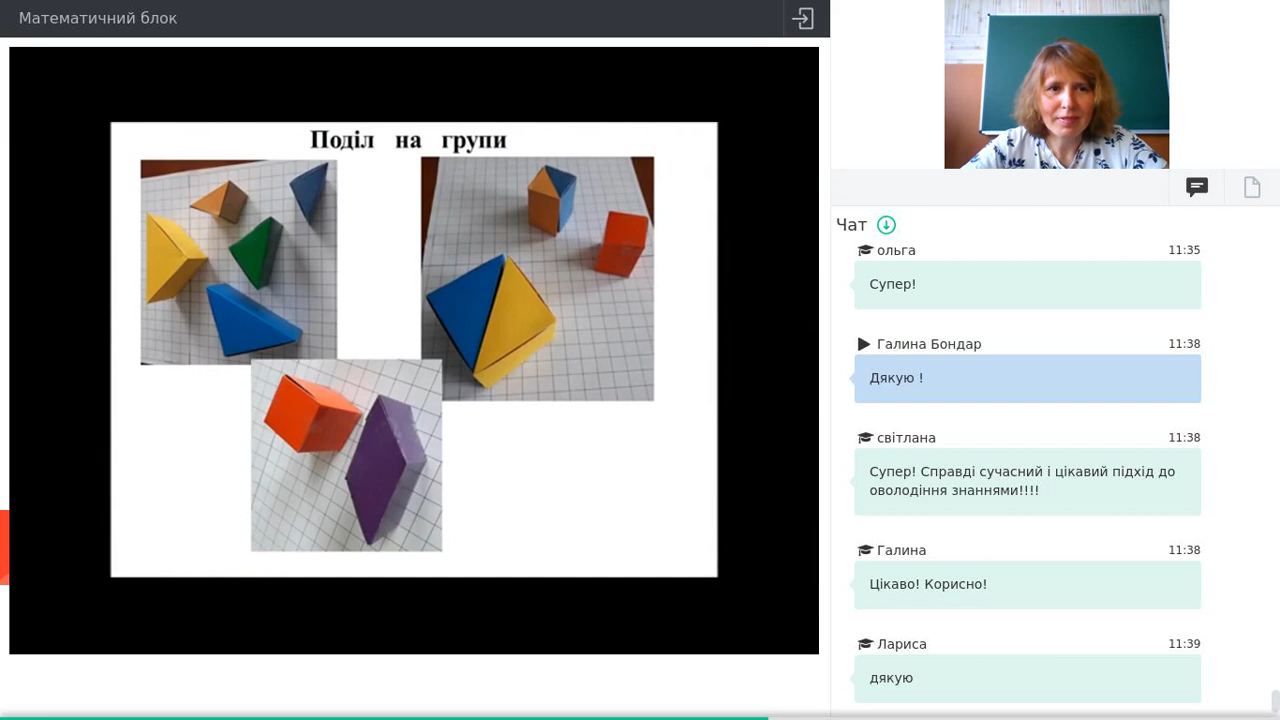 Математичний блок
Поділ на групи
Чат
ольга 11:35
Супер!
Галина Бондар 11:38
Дякую !
світлана 11:38
Супер! Справді сучасний і цікавий підхід до
оволодіння знаннями!!!!
Галина 11:38
Цікаво! Корисно!
Лариса 11:39
дякую